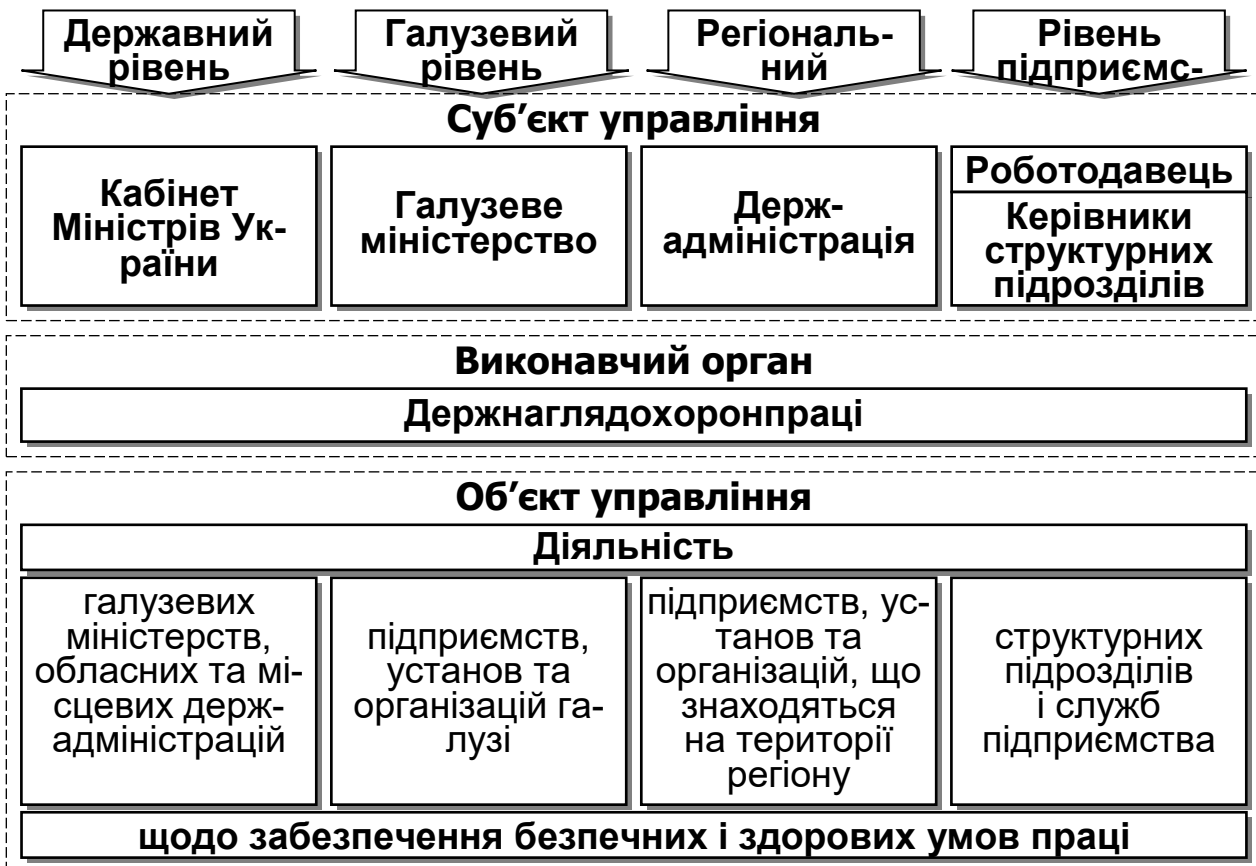 Державний
рівень
Галузевий
рівень
Регіональ-
ний
Рівень
підприємс-
Суб’єкт управління
Кабінет
Міністрів Ук-
раїни
Галузеве
міністерство
Держ-
адміністрація
Роботодавець
Керівники
структурних
підрозділів
Виконавчий орган
Держнаглядохоронпраці
Об’єкт управління
Діяльність
галузевих
міністерств,
обласних та мі-
сцевих держ-
адміністрацій
підприємств,
установ та
організацій га-
лузі
підприємств, ус-
танов та
організацій, що
знаходяться
на території
регіону
структурних
підрозділів
і служб
підприємства
щодо забезпечення безпечних і здорових умов праці